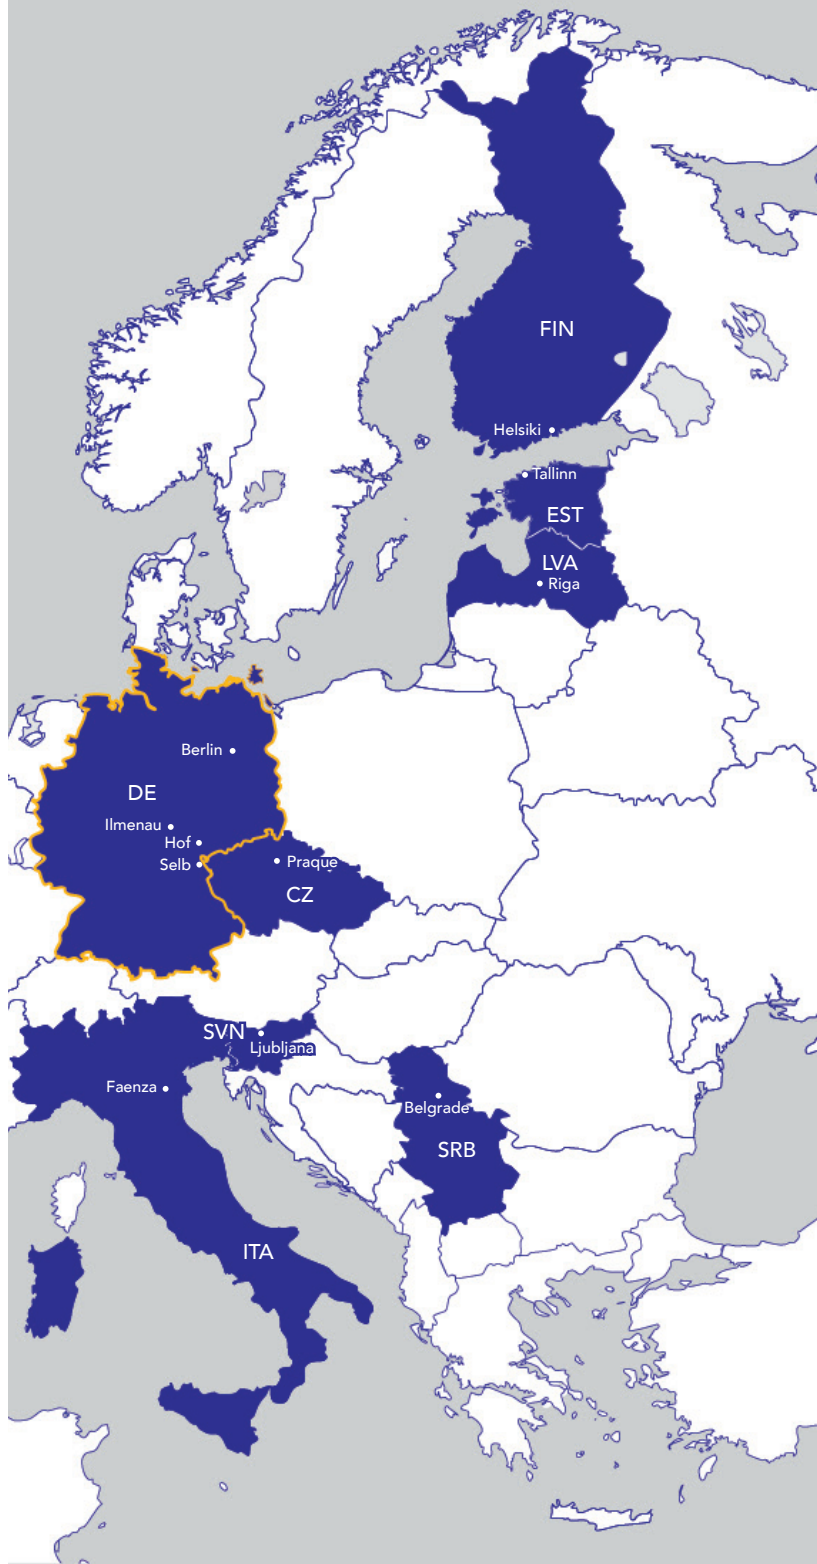 FIN
Helsiki
Tallinn
EST
LVA
Riga
Berlin
DE
Ilmenau
Hof
Selb
Praque
CZ
SVN
Ljubljana
Faenza
Belgrade
SRB
ITA